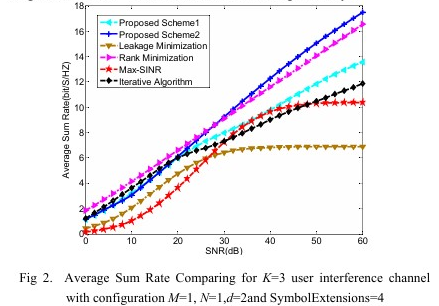 18
16
14
12
10
8
6
4
2
0
Average Sum Rate(bit/S/HZ)
Proposed Scheme1
Proposed Scheme2
Leakage Minimization
Rank Minimization
Max-SINR
Iterative Algorithm
0 10 20 30 40 50 60
SNR(dB)
Fig 2. Average Sum Rate Comparing for K=3 user interference channel
with configution M=1, N=1,d=2and SymbolExtensions=4